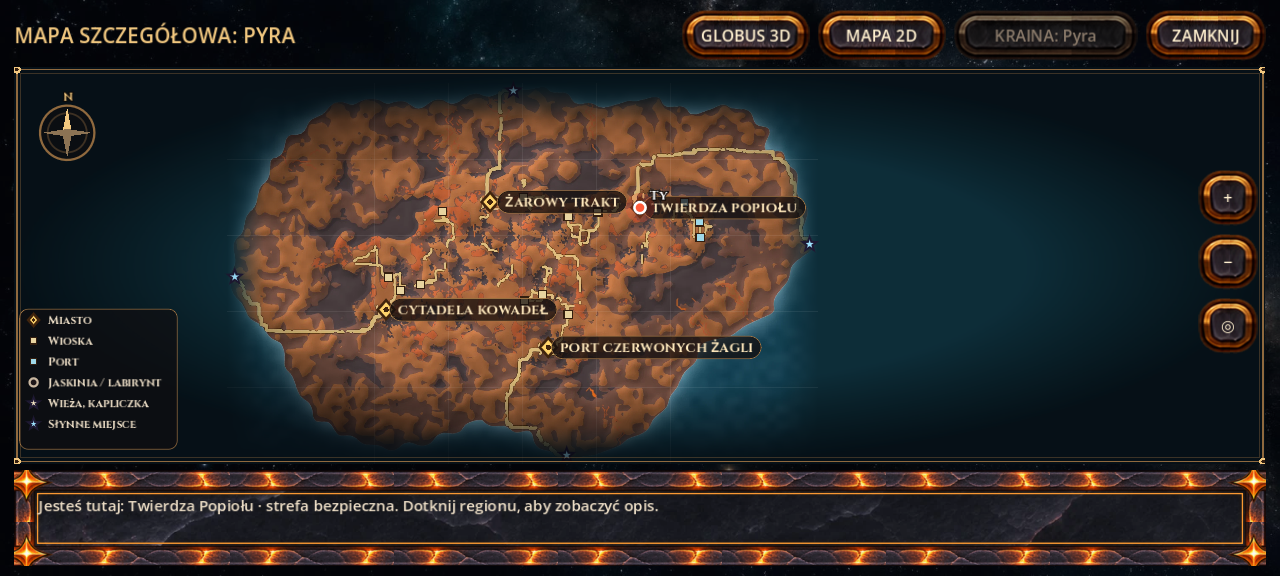 MAPA SZCZEGÓŁOWA: PYRA
GLOBUS 3D
MAPA 2D
KRAINA: Pyra
ZAMKNIJ
N
TY
ŻAROWY TRAKT
TWIERDZA POPIOŁU
CYTADELA KOWADEŁ
PORT CZERWONYCH ŻAGLI
+
−
◎
MIASTO
WIOSKA
PORT
JASKINIA / LABIRYNT
WIEŻA, KAPLICZKA
SŁYNNE MIEJSCE
Jesteś tutaj: Twierdza Popiołu · strefa bezpieczna. Dotknij regionu, aby zobaczyć opis.